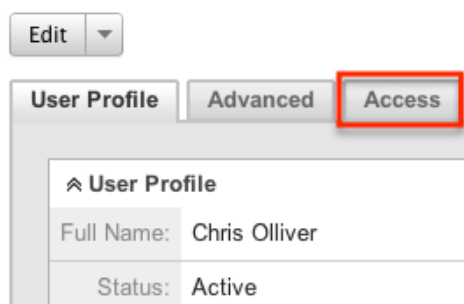 Edit
User Profile Advanced Access
User Profile
Full Name: Chris Olliver
Status: Active